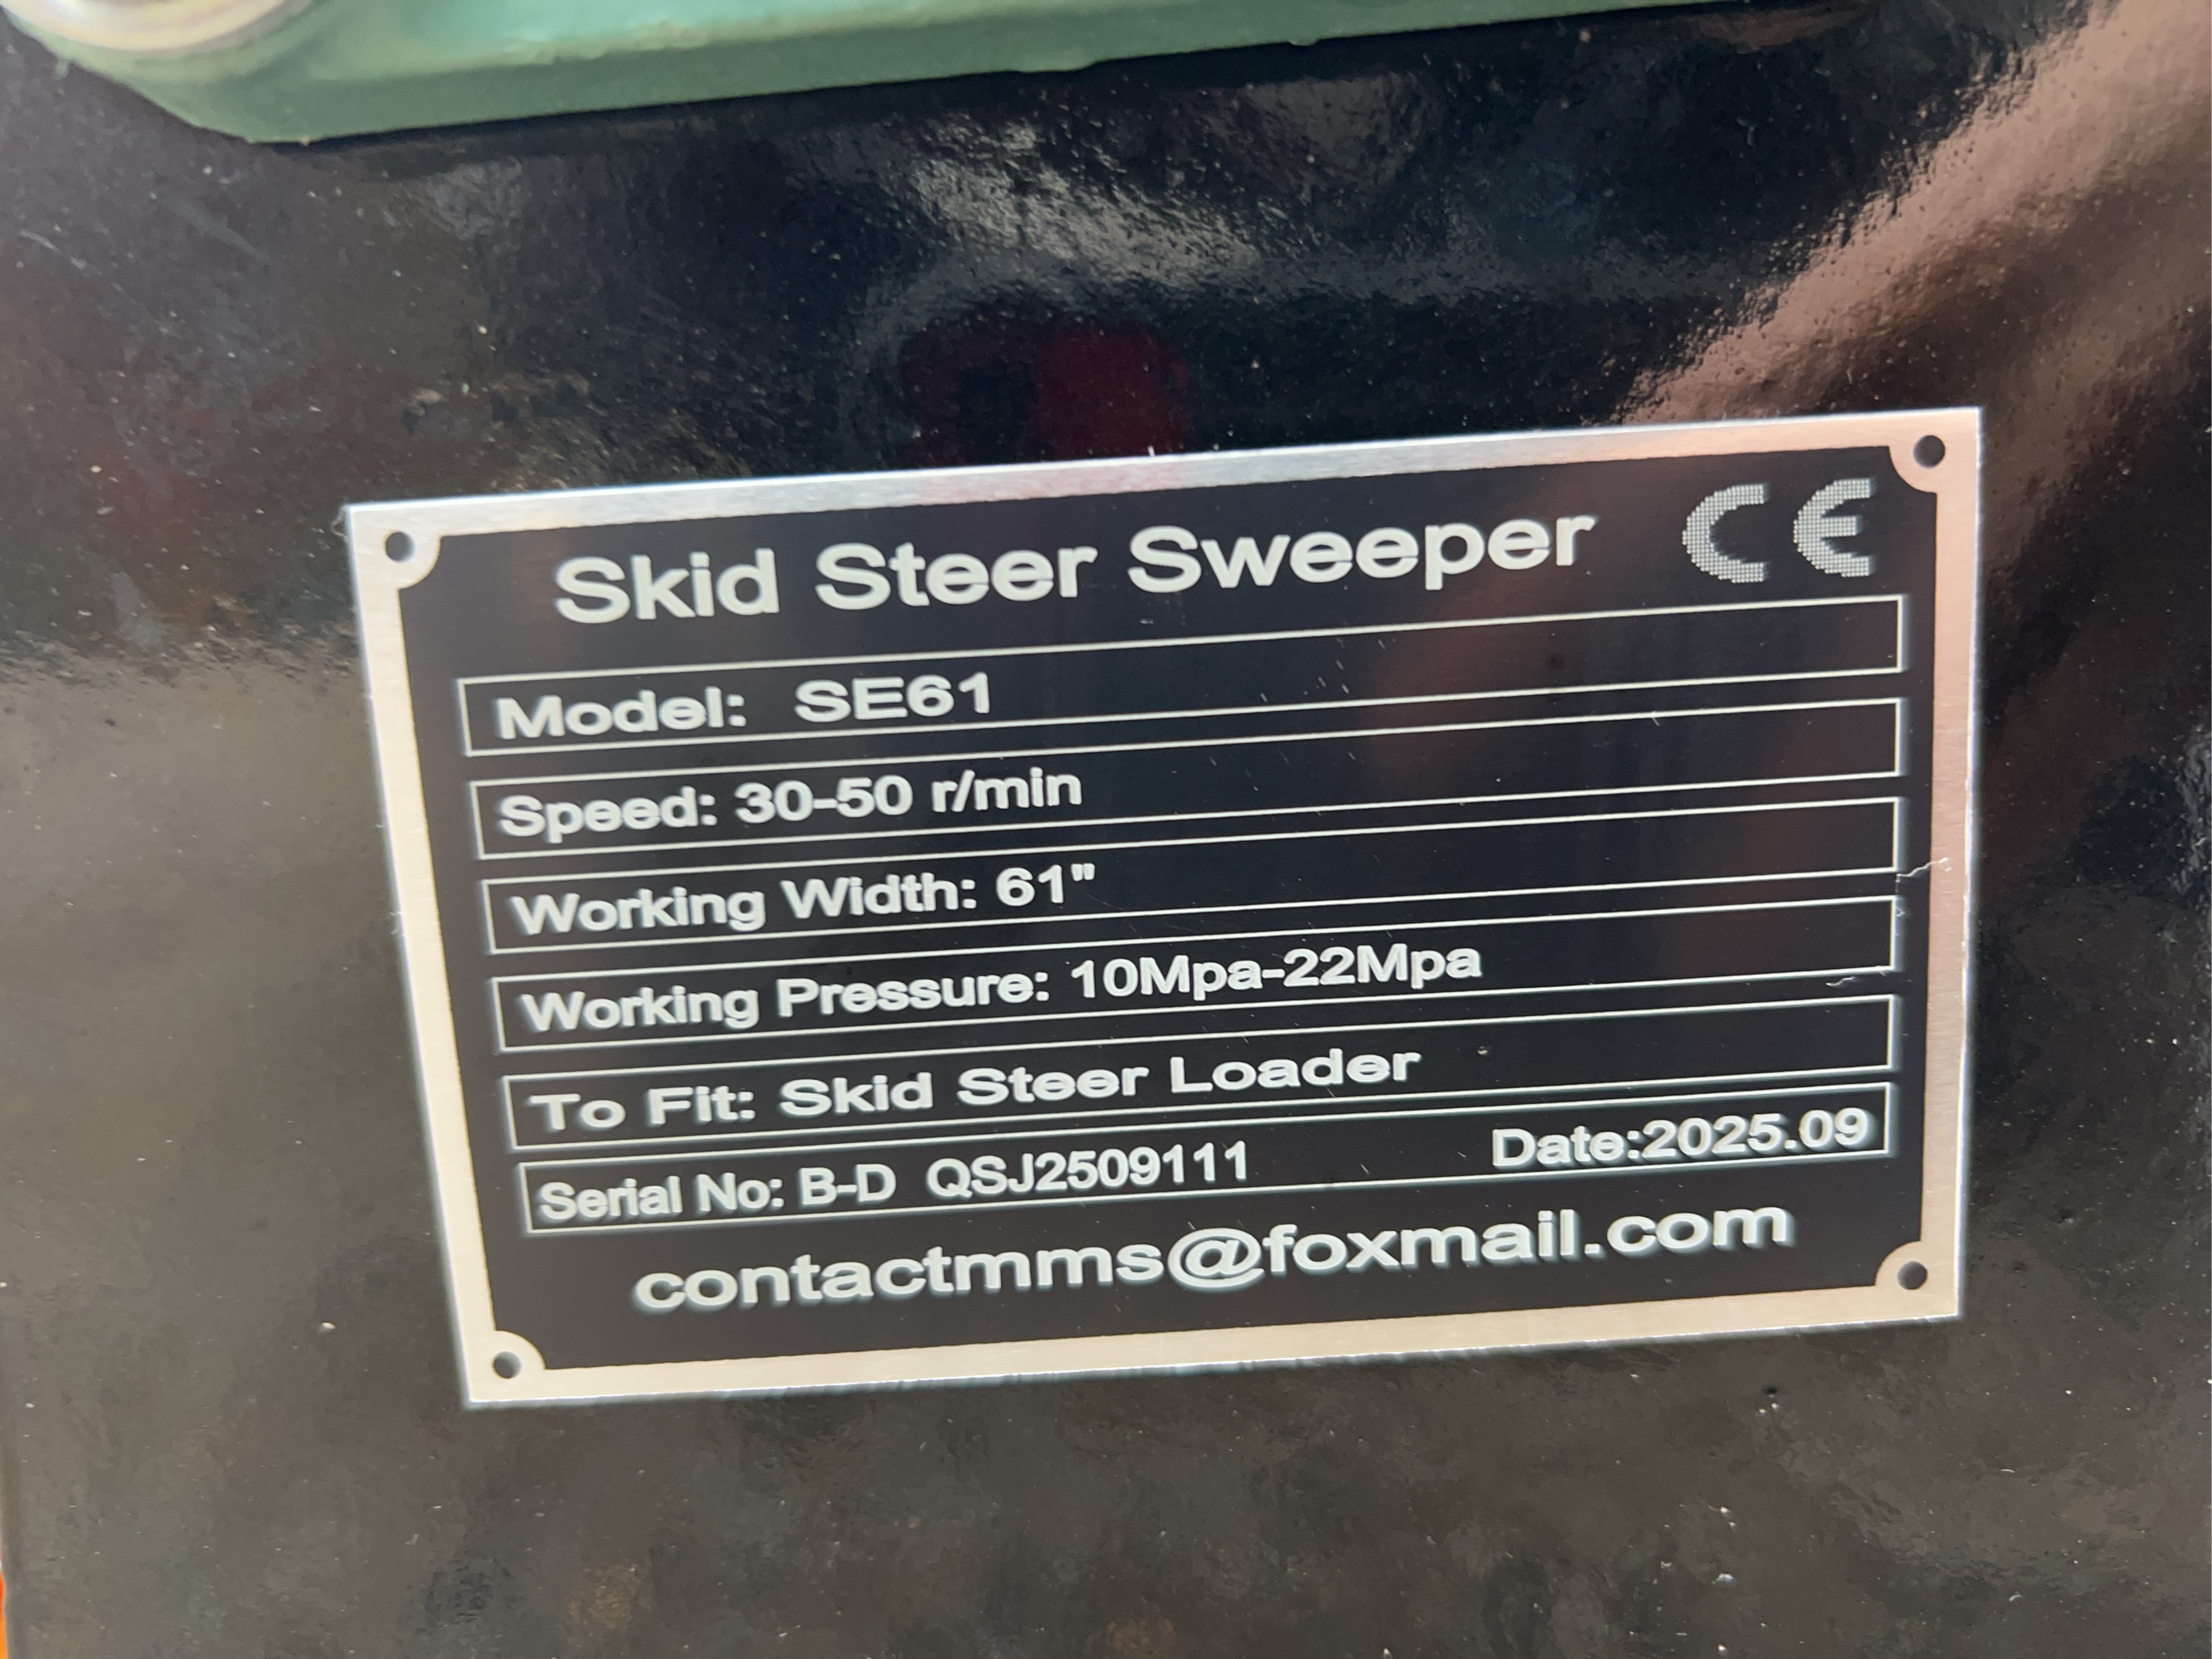 Skid Steer Sweeper CE
Model: SE61
Speed: 30-50 r/min
Working Width: 61"
Working Pressure: 10Mpa-22Mpa
To Fit: Skid Steer Loader
Serial No: B-D QSJ2509111 Date:2025.09
contactmms@foxmail.com